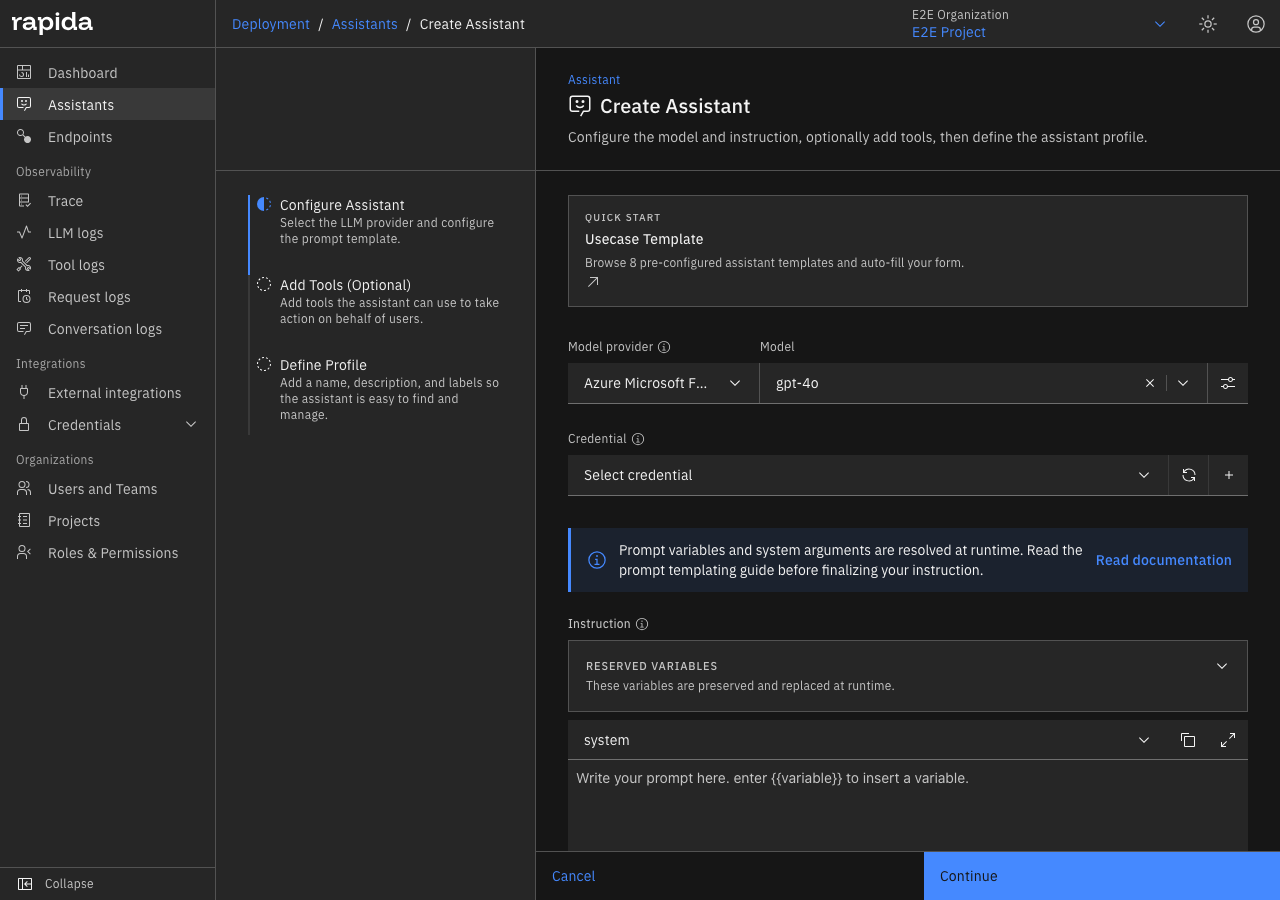 rapida
Deployment / Assistants / Create Assistant
E2E Organization
E2E Project
Dashboard
Assistants
Endpoints
Observability
Trace
LLM logs
Tool logs
Request logs
Conversation logs
Integrations
External integrations
Credentials
Organizations
Users and Teams
Projects
Roles & Permissions
Collapse
Configure Assistant
Select the LLM provider and configure
the prompt template.
Add Tools (Optional)
Add tools the assistant can use to take
action on behalf of users.
Define Profile
Add a name, description, and labels so
the assistant is easy to find and
manage.
Assistant
Create Assistant
Configure the model and instruction, optionally add tools, then define the assistant profile.
QUICK START
Usecase Template
Browse 8 pre-configured assistant templates and auto-fill your form.
Model provider
Model
Azure Microsoft F...
gpt-4o
Credential
Select credential
Prompt variables and system arguments are resolved at runtime. Read the
prompt templating guide before finalizing your instruction.
Read documentation
Instruction
RESERVED VARIABLES
These variables are preserved and replaced at runtime.
system
Write your prompt here. enter {{variable}} to insert a variable.
Cancel
Continue